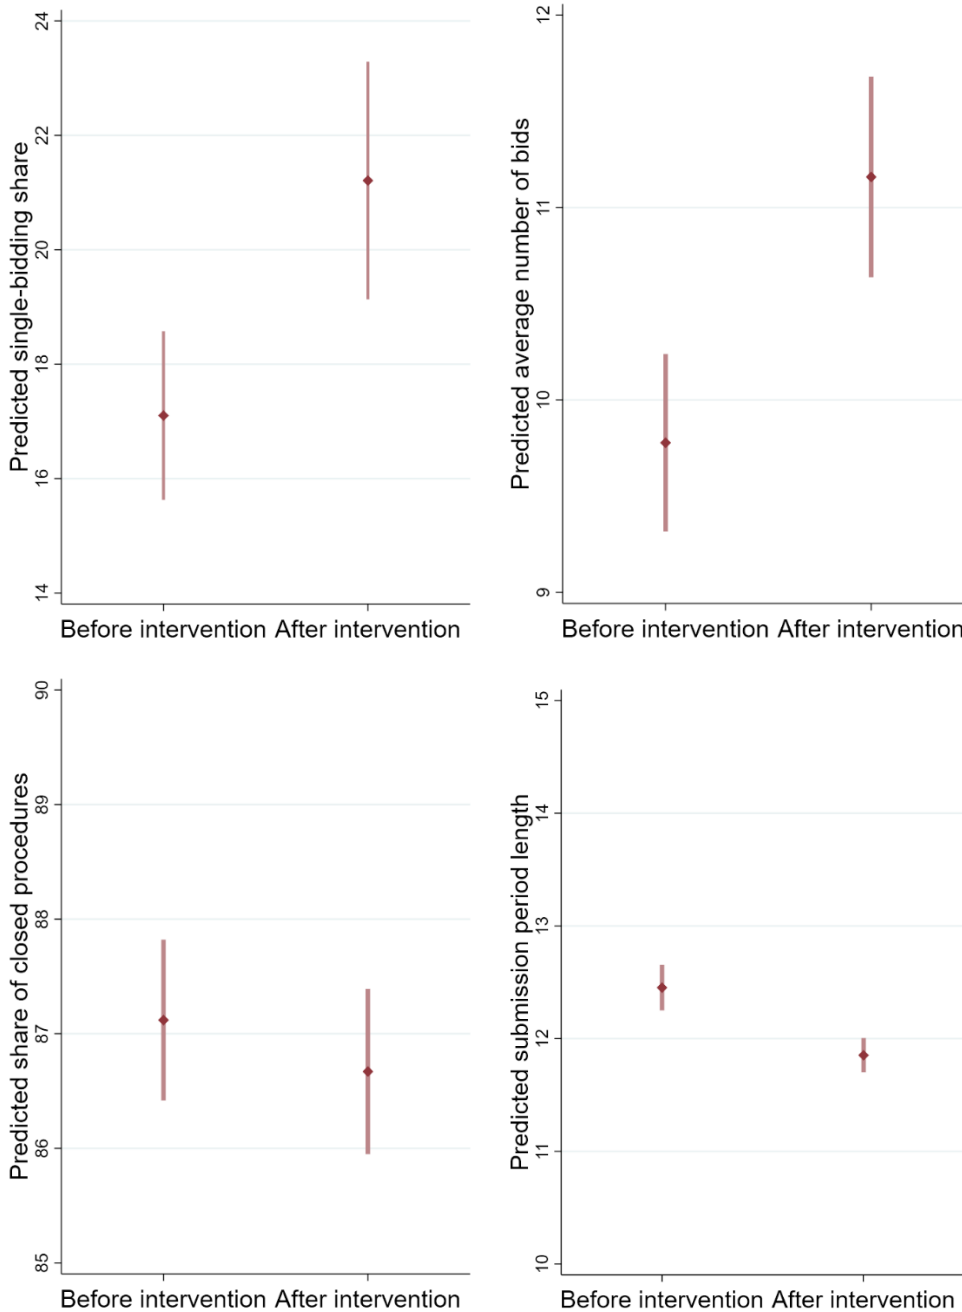 Predicted single-bidding share
24
22
20
18
16
14
Before intervention After intervention
Predicted average number of bids
12
11
10
9
Before intervention After intervention
Predicted share of closed procedures
90
89
88
87
86
85
Before intervention After intervention
Predicted submission period length
15
14
13
12
11
10
Before intervention After intervention